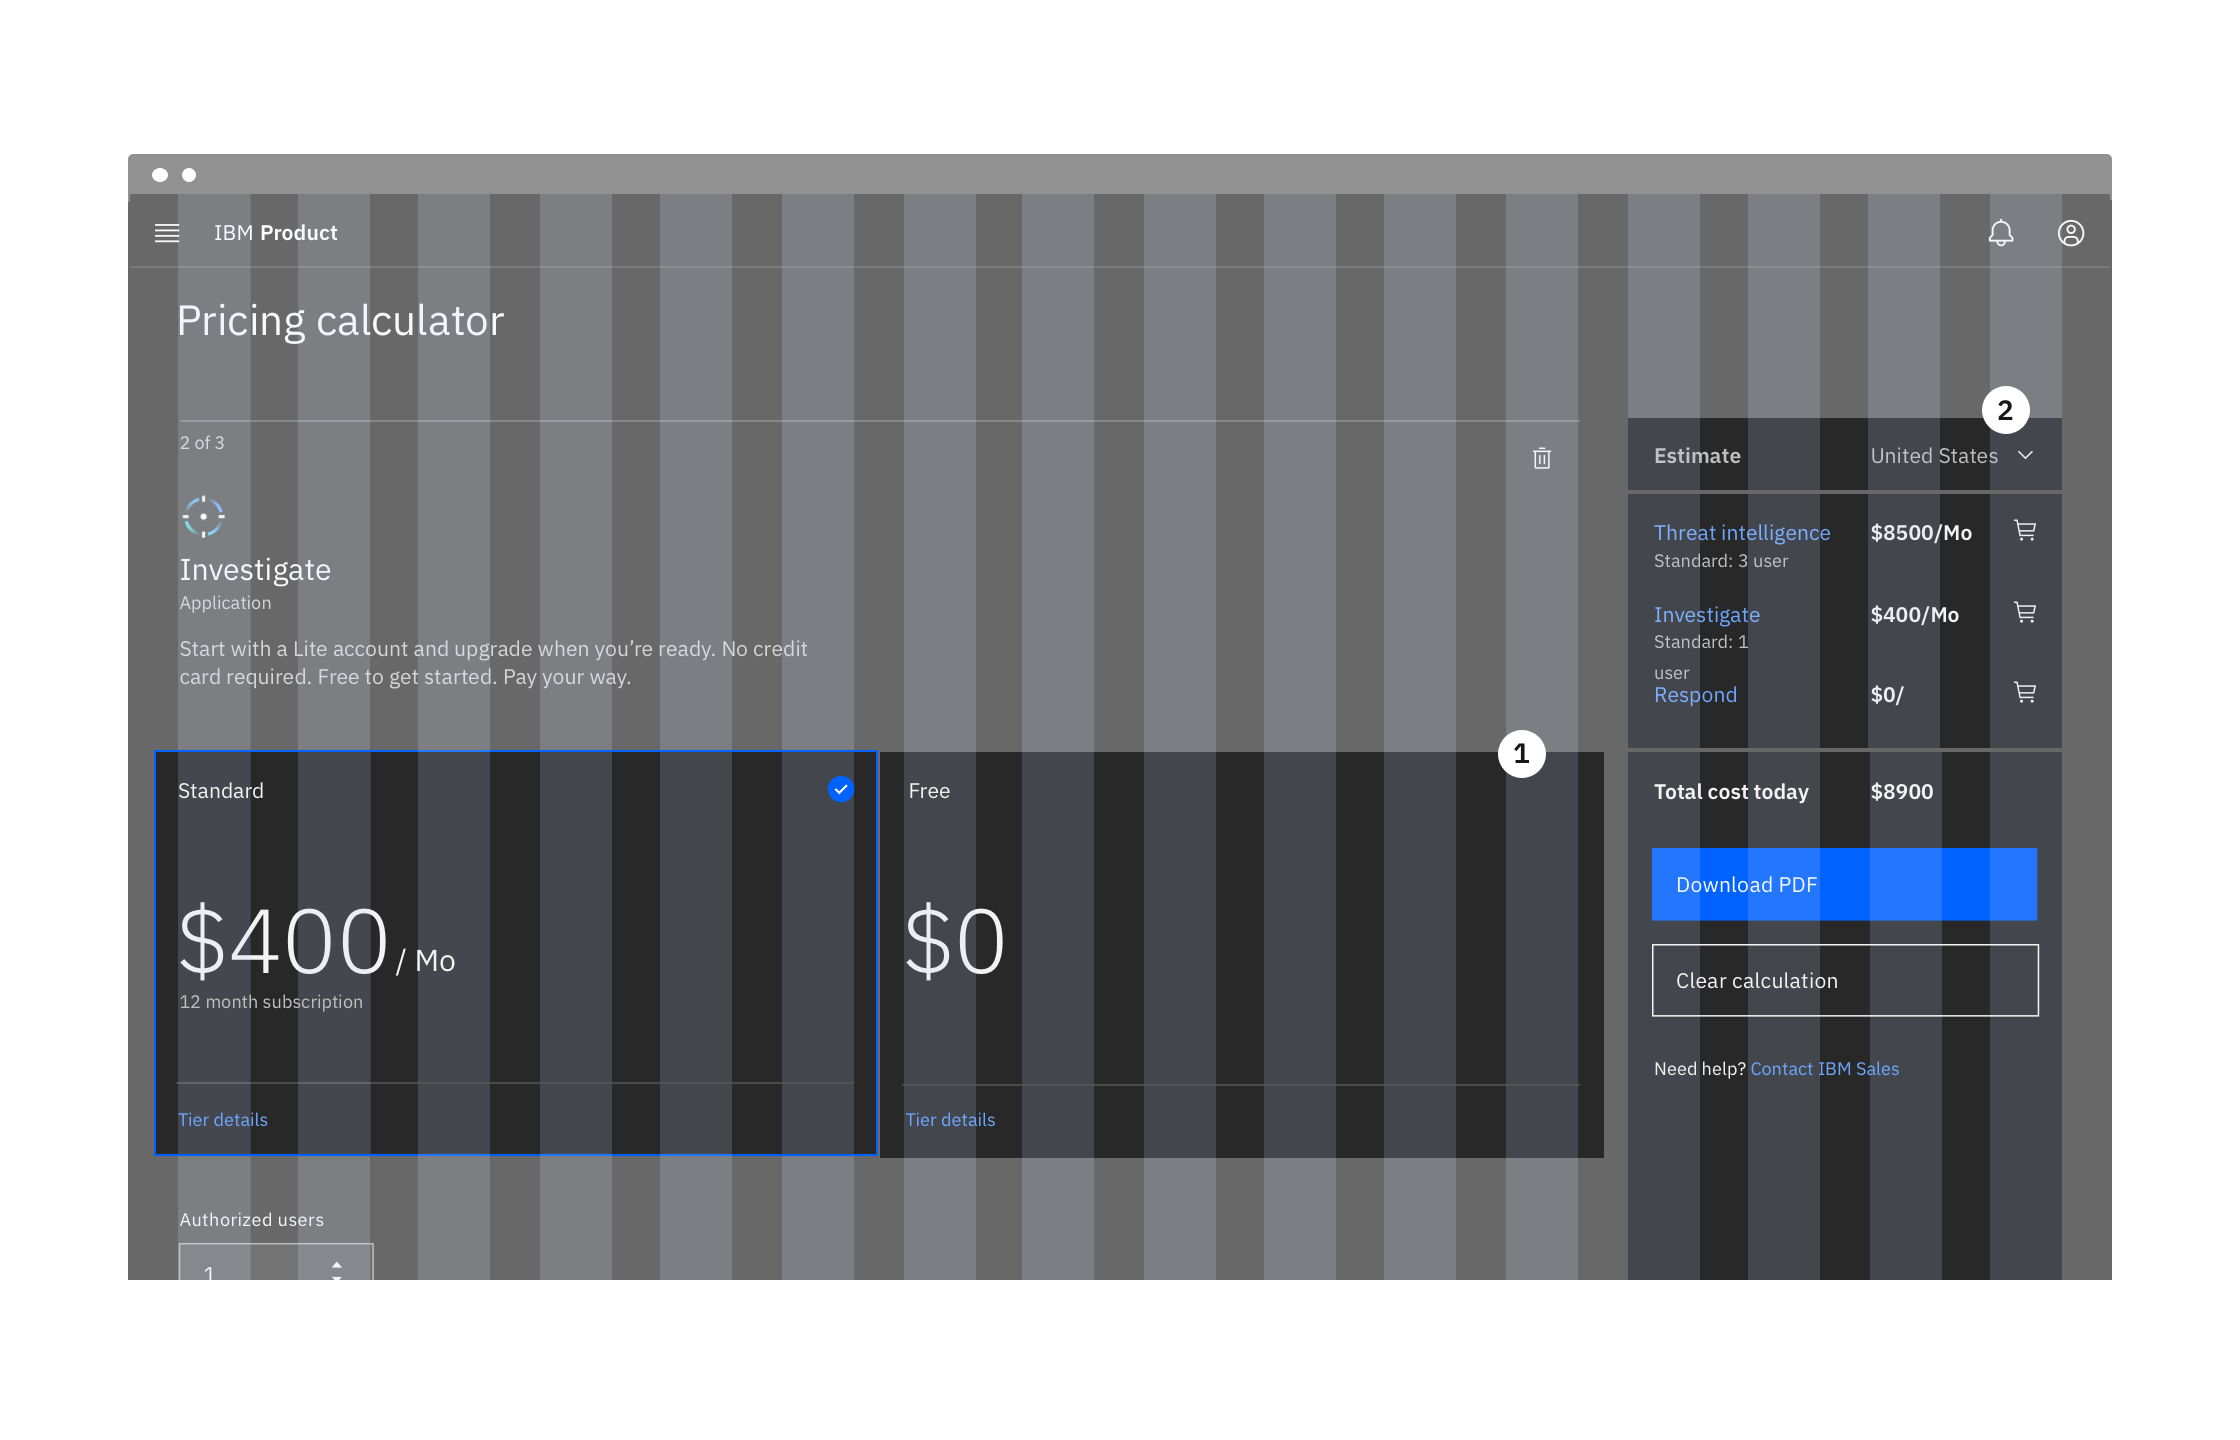 IBM Product
Pricing calculator
2 of 3
Investigate
Application
Start with a Lite account and upgrade when you’re ready. No credit
card required. Free to get started. Pay your way.
Standard
$400 / Mo
12 month subscription
Tier details
1
Free
$0
Tier details
Authorized users
1
2
Estimate United States
Threat intelligence $8500/Mo
Standard: 3 user
Investigate $400/Mo
Standard: 1
user
Respond $0/
Total cost today $8900
Download PDF
Clear calculation
Need help? Contact IBM Sales